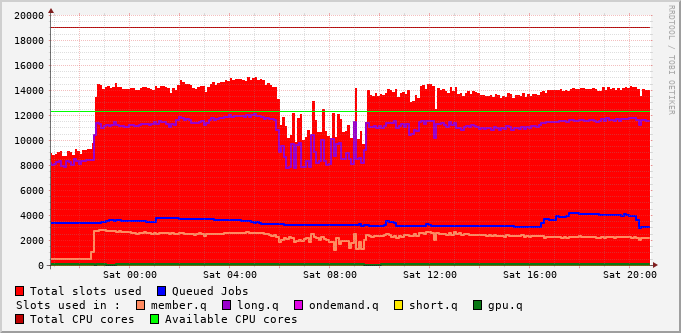 20000
18000
16000
14000
12000
10000
8000
6000
4000
2000
0
Sat 00:00 Sat 04:00 Sat 08:00 Sat 12:00 Sat 16:00 Sat 20:00
Total slots used Queued Jobs
Slots used in : member.q long.q ondemand.q short.q gpu.q
Total CPU cores Available CPU cores
RRDTOOL / TOBI OETIKER